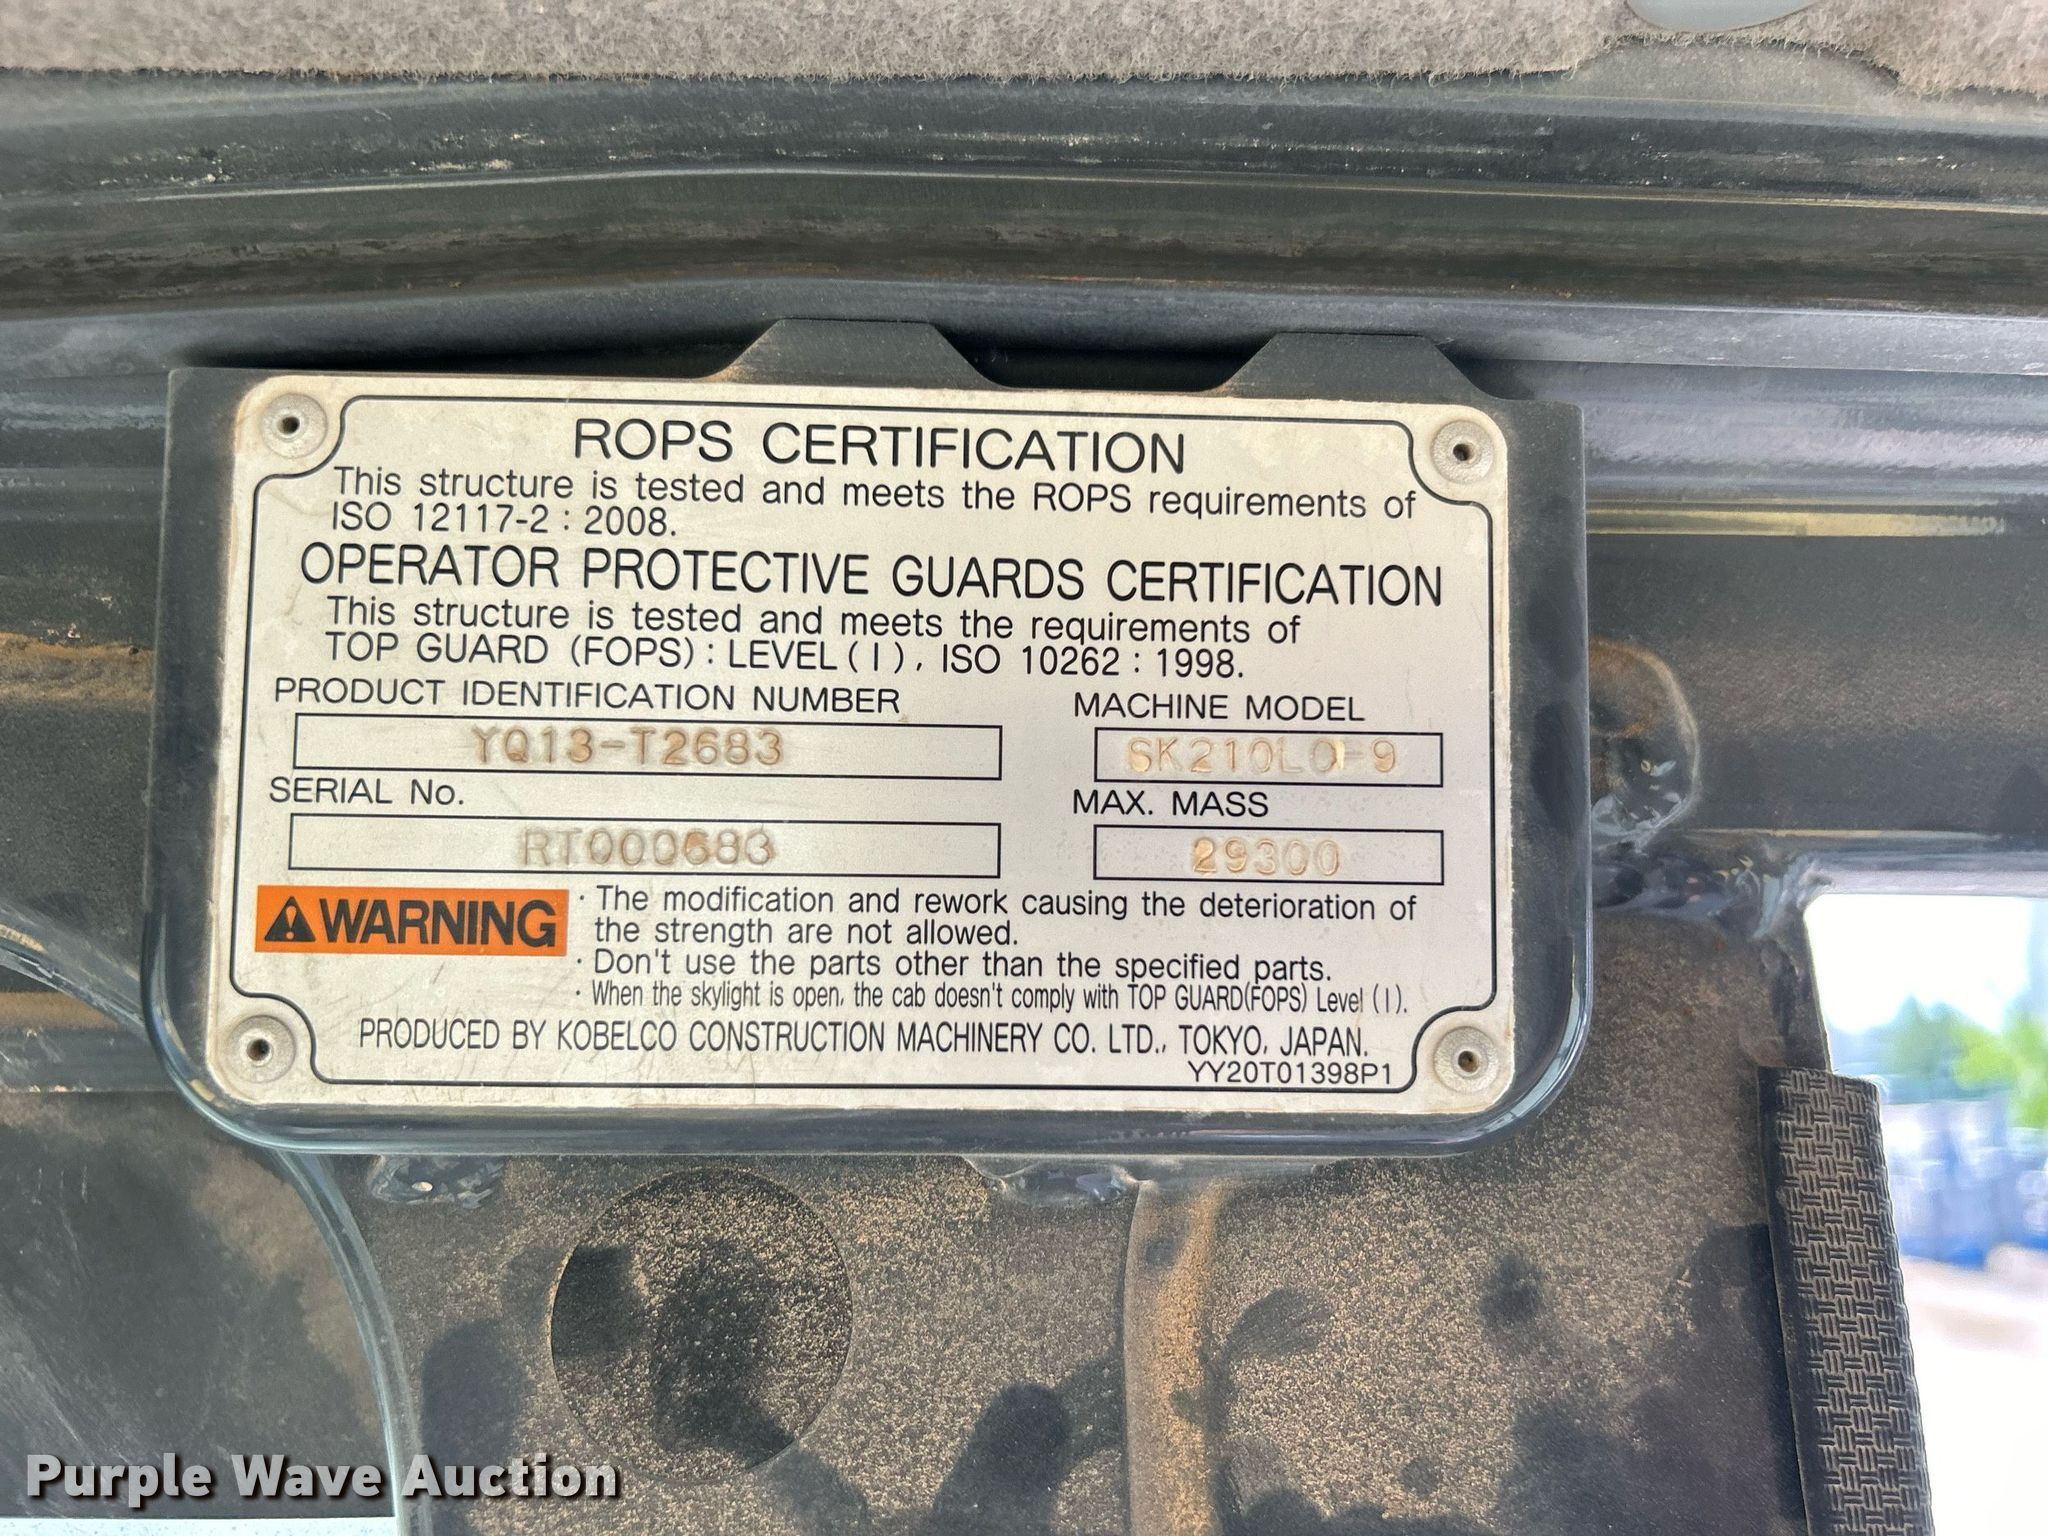 ROPS CERTIFICATION
This structure is tested and meets the ROPS requirements of
ISO 12117-2 : 2008.
OPERATOR PROTECTIVE GUARDS CERTIFICATION
This structure is tested and meets the requirements of
TOP GUARD (FOPS) : LEVEL ( I ), ISO 10262 : 1998.
PRODUCT IDENTIFICATION NUMBER
YQ13-T2683
MACHINE MODEL
SERIAL No.
RT000683
MAX. MASS
29300
WARNING
· The modification and rework causing the deterioration of
the strength are not allowed.
· Don't use the parts other than the specified parts.
· When the skylight is open, the cab doesn't comply with TOP GUARD(FOPS) Level ( I ).
PRODUCED BY KOBELCO CONSTRUCTION MACHINERY CO. LTD., TOKYO, JAPAN.
YY20T01398P1
Purple Wave Auction